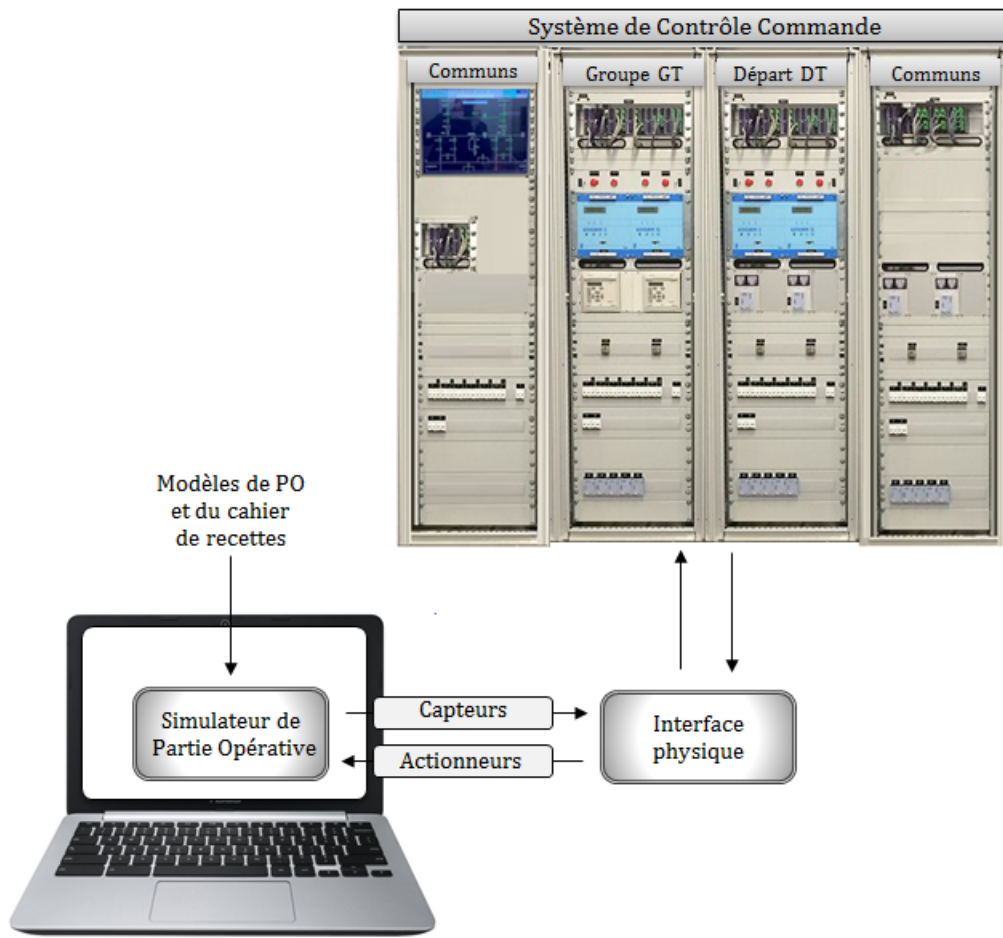 Système de Contrôle Commande
Communs
Groupe GT
Départ DT
Communs
Modèles de PO
et du cahier
de recettes
Simulateur de
Partie Opérative
Capteurs
Actionneurs
Interface
physique